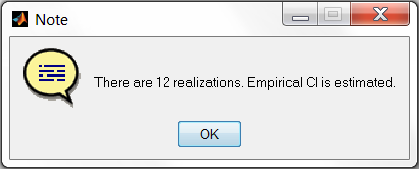 Note
There are 12 realizations. Empirical CI is estimated.
OK